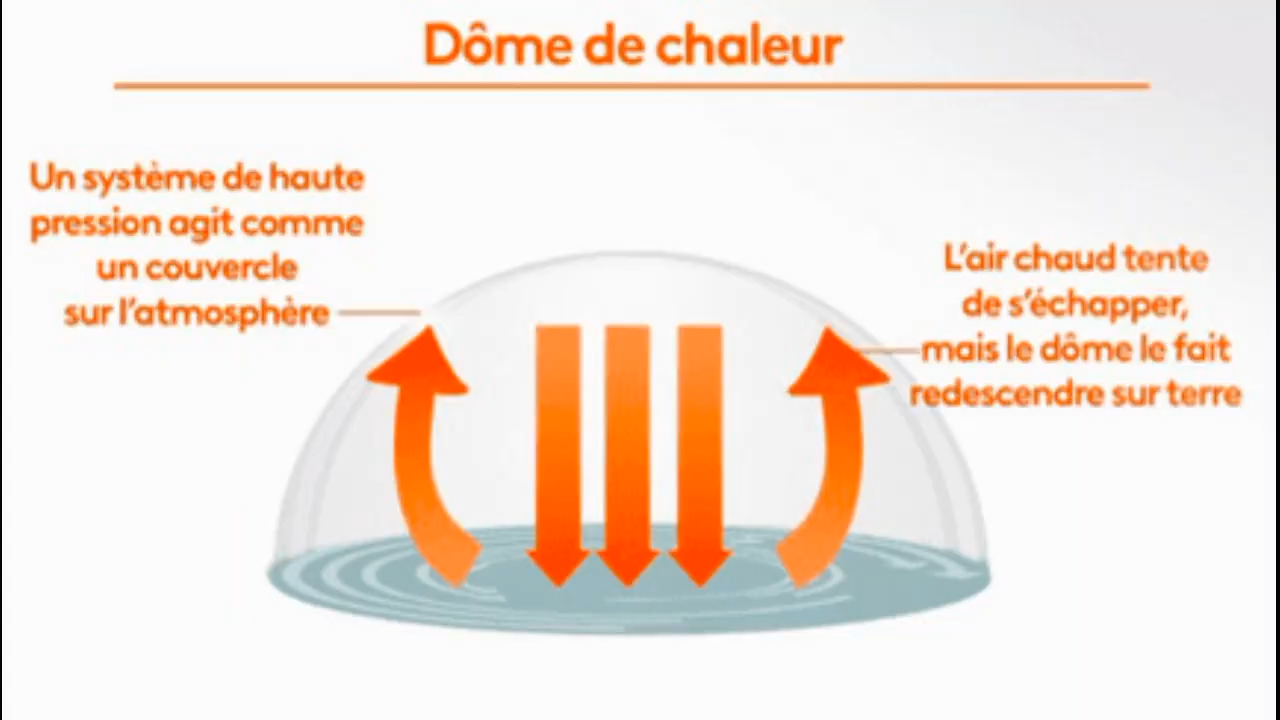 Dôme de chaleur
Un système de haute
pression agit comme
un couvercle
sur l'atmosphère
L'air chaud tente
de s'échapper,
mais le dôme le fait
redescendre sur terre